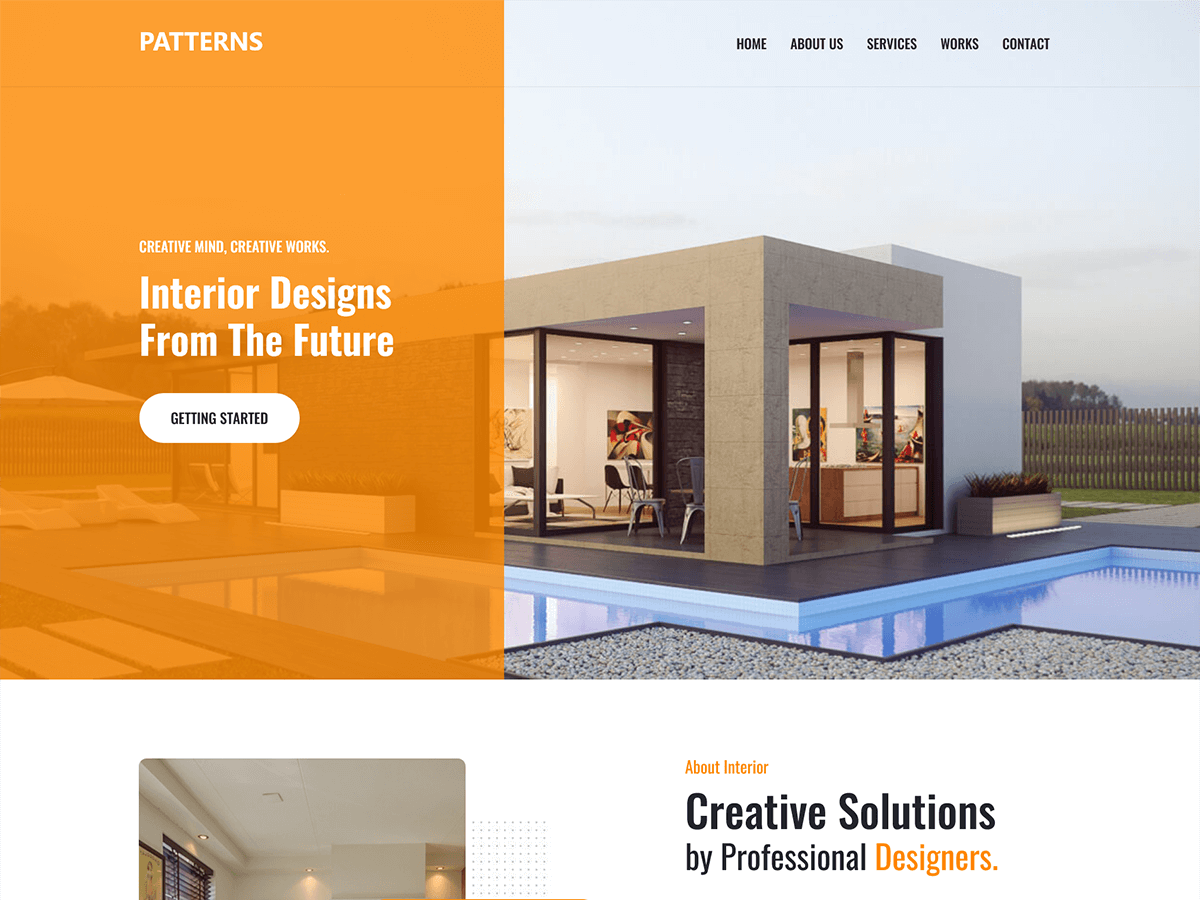 PATTERNS
HOME
ABOUT US
SERVICES
WORKS
CONTACT
CREATIVE MIND, CREATIVE WORKS.
Interior Designs
From The Future
GETTING STARTED
About Interior
Creative Solutions
by Professional Designers.